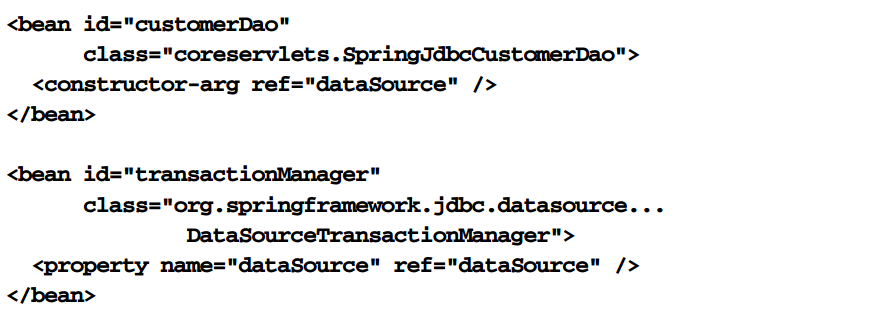 <bean id="customerDao"
class="coreservlets.SpringJdbcCustomerDao">
<constructor-arg ref="dataSource" />
</bean>
<bean id="transactionManager"
class="org.springframework.jdbc.datasource...
DataSourceTransactionManager">
<property name="dataSource" ref="dataSource" />
</bean>